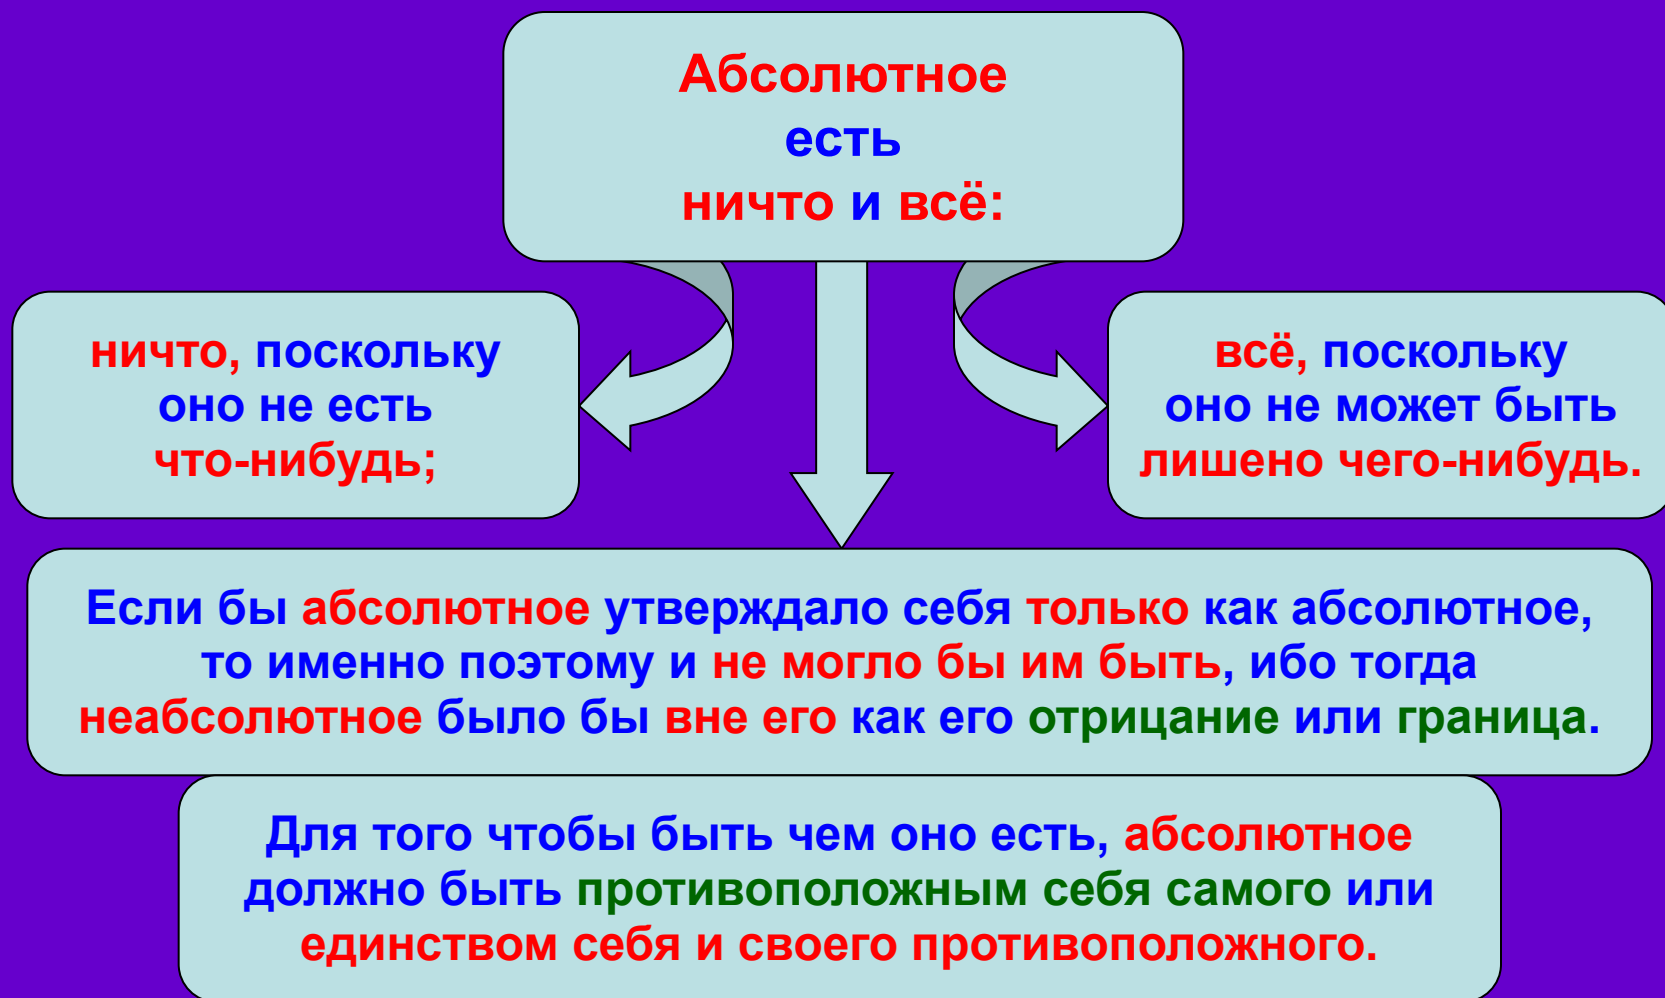 Абсолютное
есть
ничто и всё:
ничто, поскольку
оно не есть
что-нибудь;
всё, поскольку
оно не может быть
лишено чего-нибудь.
Если бы абсолютное утверждало себя только как абсолютное,
то именно поэтому и не могло бы им быть, ибо тогда
неабсолютное было бы вне его как его отрицание или граница.
Для того чтобы быть чем оно есть, абсолютное
должно быть противоположным себя самого или
единством себя и своего противоположного.